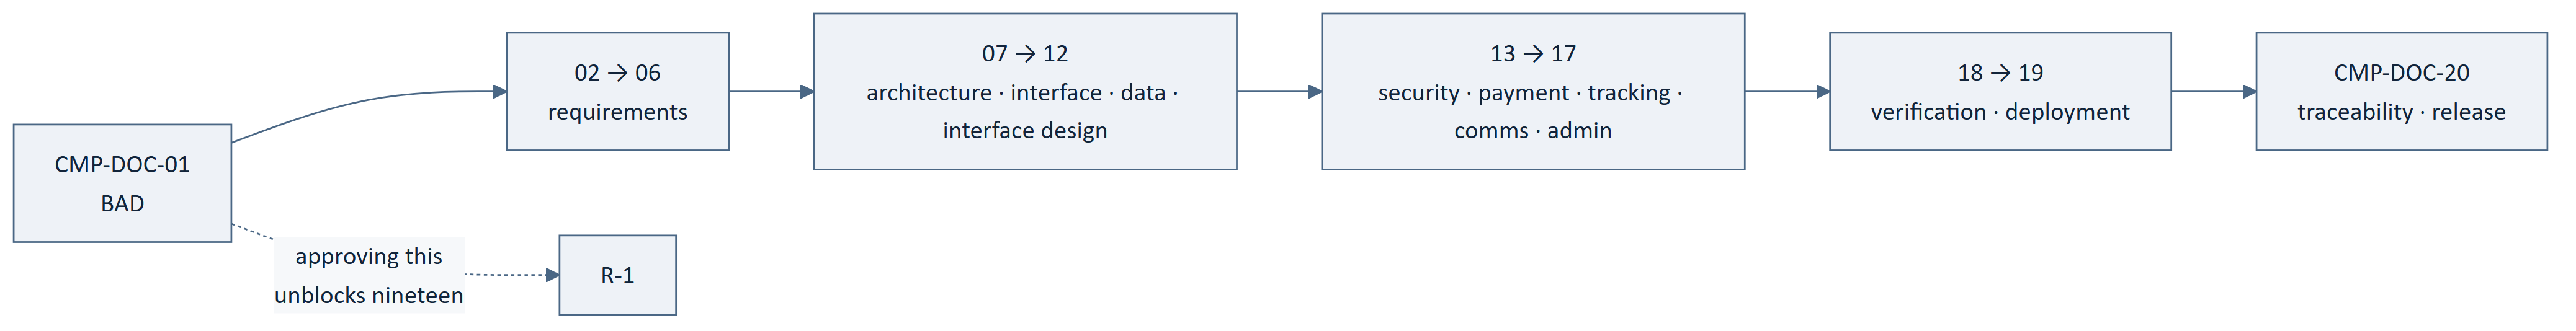 CMP-DOC-01
BAD
approving this
unblocks nineteen
R-1
02 → 06
requirements
07 → 12
architecture · interface · data ·
interface design
13 → 17
security · payment · tracking ·
comms · admin
18 → 19
verification · deployment
CMP-DOC-20
traceability · release